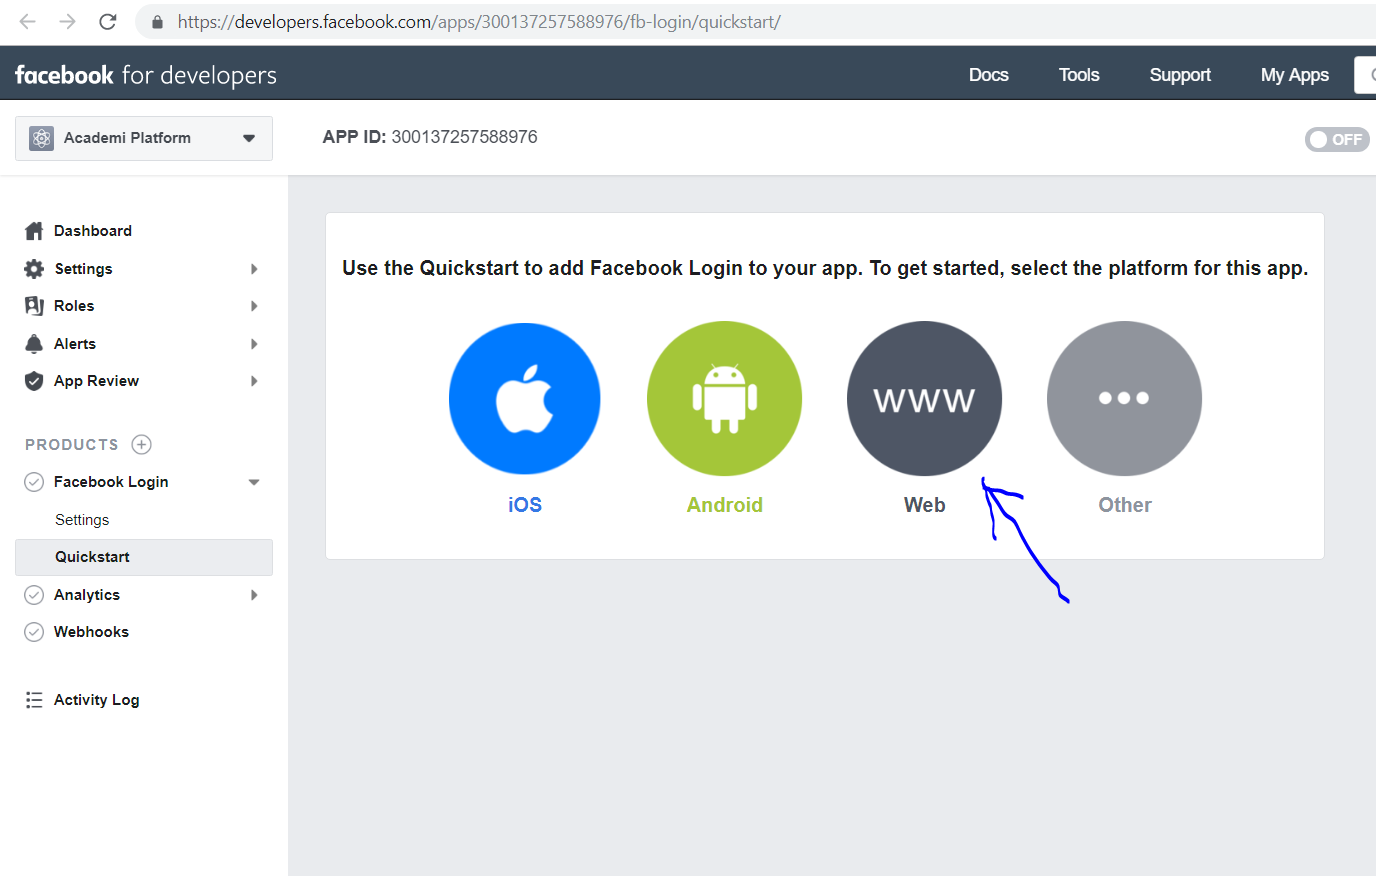 https://developers.facebook.com/apps/300137257588976/fb-login/quickstart/
facebook for developers
Docs
Tools
Support
My Apps
Academi Platform
APP ID: 300137257588976
OFF
Dashboard
Settings
Roles
Alerts
App Review
PRODUCTS
Facebook Login
Settings
Quickstart
Analytics
Webhooks
Activity Log
Use the Quickstart to add Facebook Login to your app. To get started, select the platform for this app.
www
iOS
Android
Web
Other